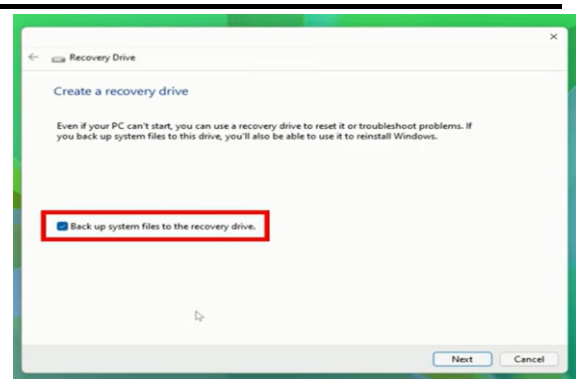 Recovery Drive
Create a recovery drive
Even if your PC can't start, you can use a recovery drive to reset it or troubleshoot problems. If
you back up system files to this drive, you'll also be able to use it to reinstall Windows.
Back up system files to the recovery drive.
Next Cancel